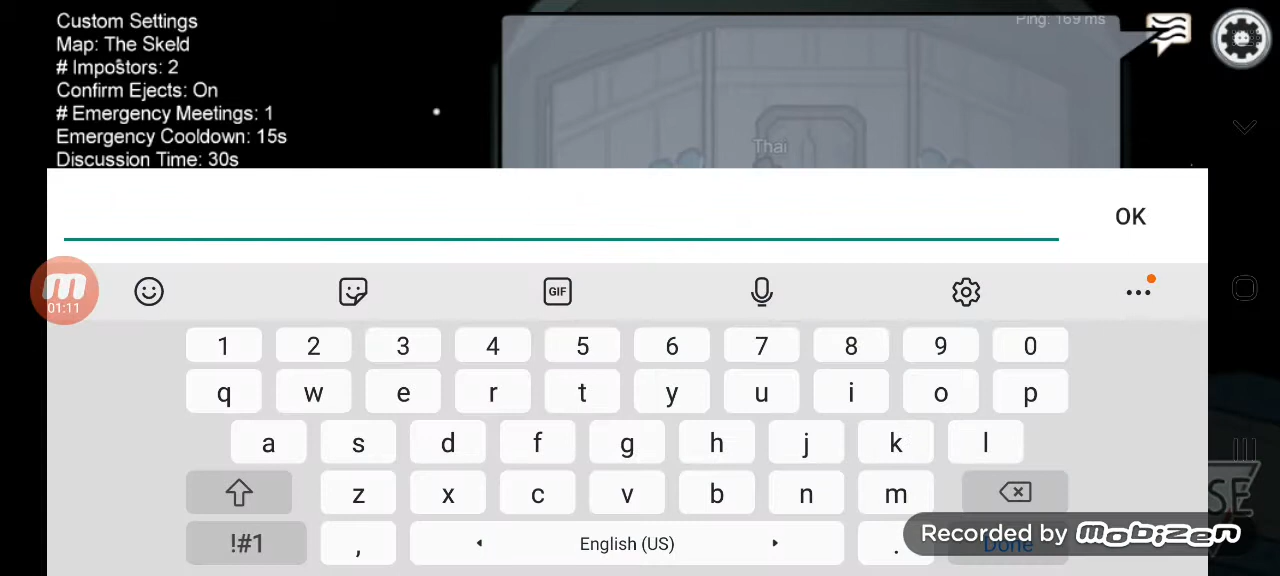 Custom Settings
Map: The Skeld
# Impostors: 2
Confirm Ejects: On
# Emergency Meetings: 1
Emergency Cooldown: 15s
Discussion Time: 30s
Ping: 169 ms
Thai
OK
01:11
GIF
1 2 3 4 5 6 7 8 9 0
q w e r t y u i o p
a s d f g h j k l
z x c v b n m
!#1 , English (US) . Done
Recorded by mobizen